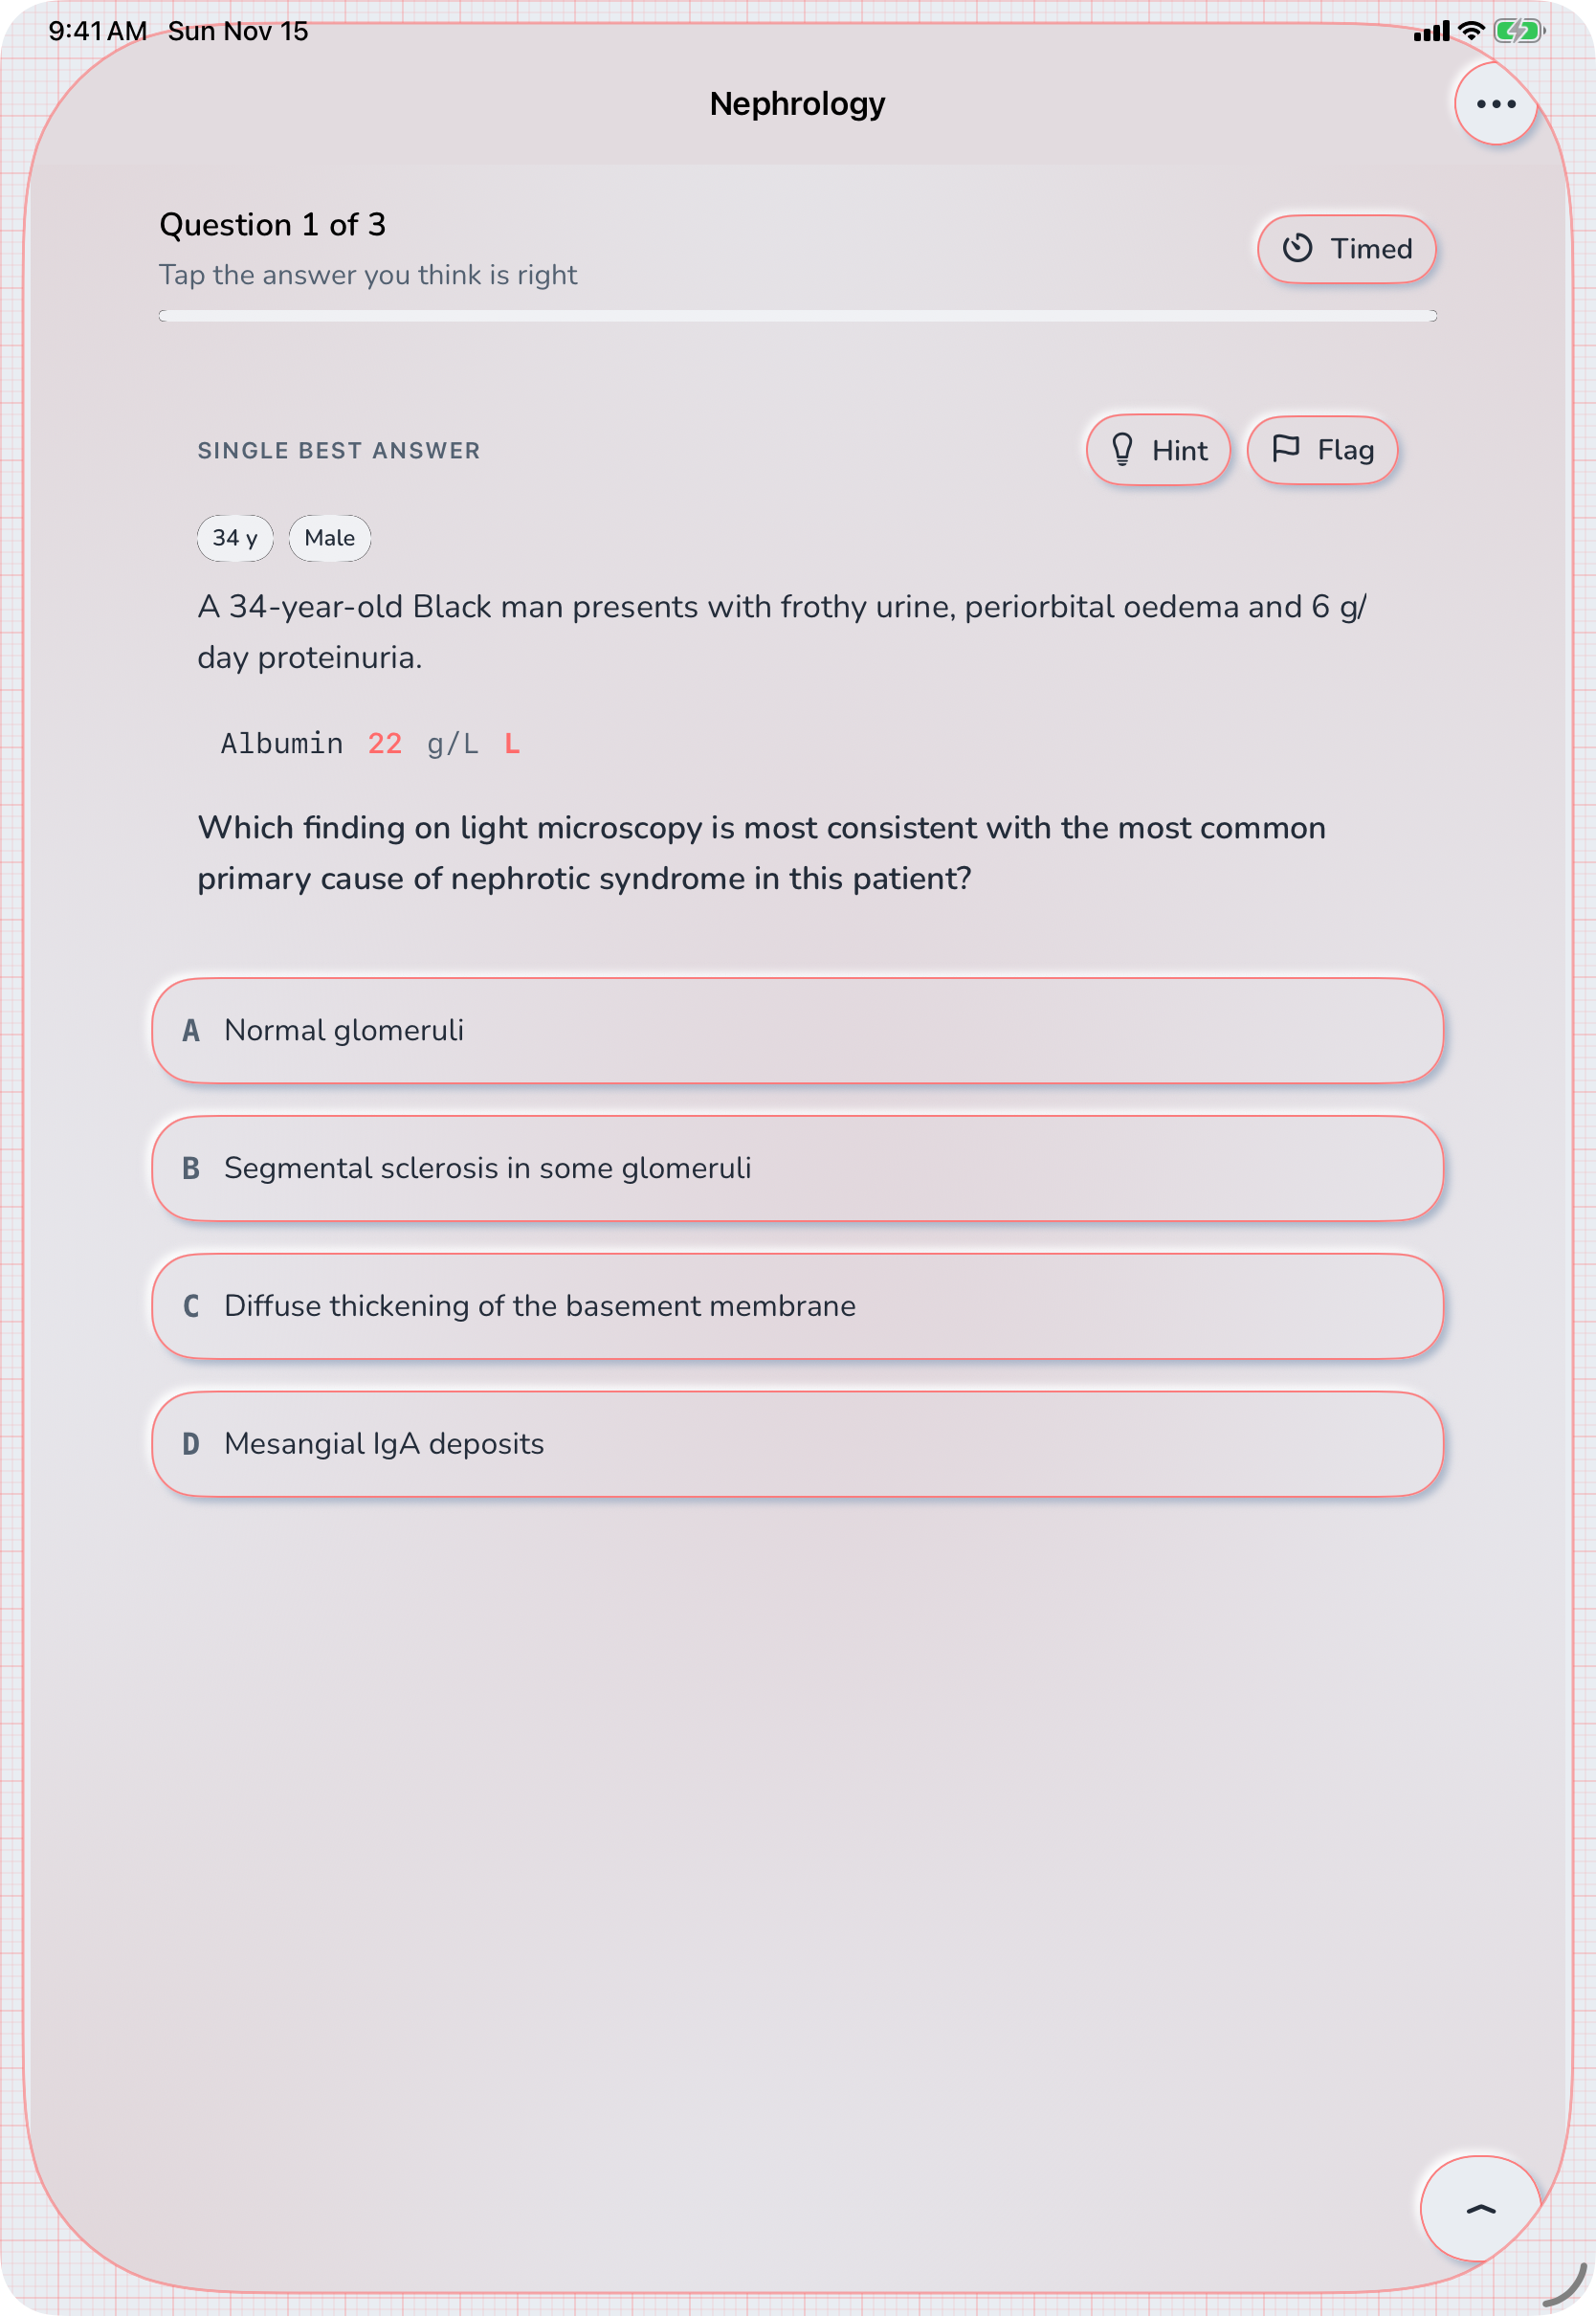 9:41 AM Sun Nov 15
Nephrology
Question 1 of 3
Tap the answer you think is right
Timed
SINGLE BEST ANSWER
Hint
Flag
34 y
Male
A 34-year-old Black man presents with frothy urine, periorbital oedema and 6 g/
day proteinuria.
Albumin 22 g/L L
Which finding on light microscopy is most consistent with the most common
primary cause of nephrotic syndrome in this patient?
A Normal glomeruli
B Segmental sclerosis in some glomeruli
C Diffuse thickening of the basement membrane
D Mesangial IgA deposits